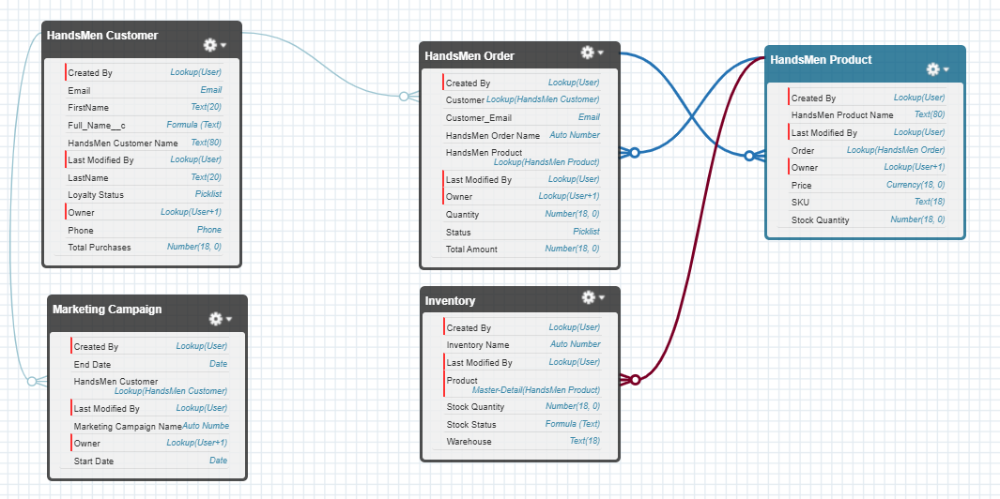 HandsMen Customer
Created By Lookup(User)
Email Email
FirstName Text(20)
Full_Name__c Formula (Text)
HandsMen Customer Name Text(80)
Last Modified By Lookup(User)
LastName Text(20)
Loyalty Status Picklist
Owner Lookup(User+1)
Phone Phone
Total Purchases Number(18, 0)
Marketing Campaign
Created By Lookup(User)
End Date Date
HandsMen Customer
Lookup(HandsMen Customer)
Last Modified By Lookup(User)
Marketing Campaign Name Auto Numbe
Owner Lookup(User+1)
Start Date Date
HandsMen Order
Created By Lookup(User)
Customer Lookup(HandsMen Customer)
Customer_Email Email
HandsMen Order Name Auto Number
HandsMen Product
Lookup(HandsMen Product)
Last Modified By Lookup(User)
Owner Lookup(User+1)
Quantity Number(18, 0)
Status Picklist
Total Amount Number(18, 0)
Inventory
Created By Lookup(User)
Inventory Name Auto Number
Last Modified By Lookup(User)
Product
Master-Detail(HandsMen Product)
Stock Quantity Number(18, 0)
Stock Status Formula (Text)
Warehouse Text(18)
HandsMen Product
Created By Lookup(User)
HandsMen Product Name Text(80)
Last Modified By Lookup(User)
Order Lookup(HandsMen Order)
Owner Lookup(User+1)
Price Currency(18, 0)
SKU Text(18)
Stock Quantity Number(18, 0)